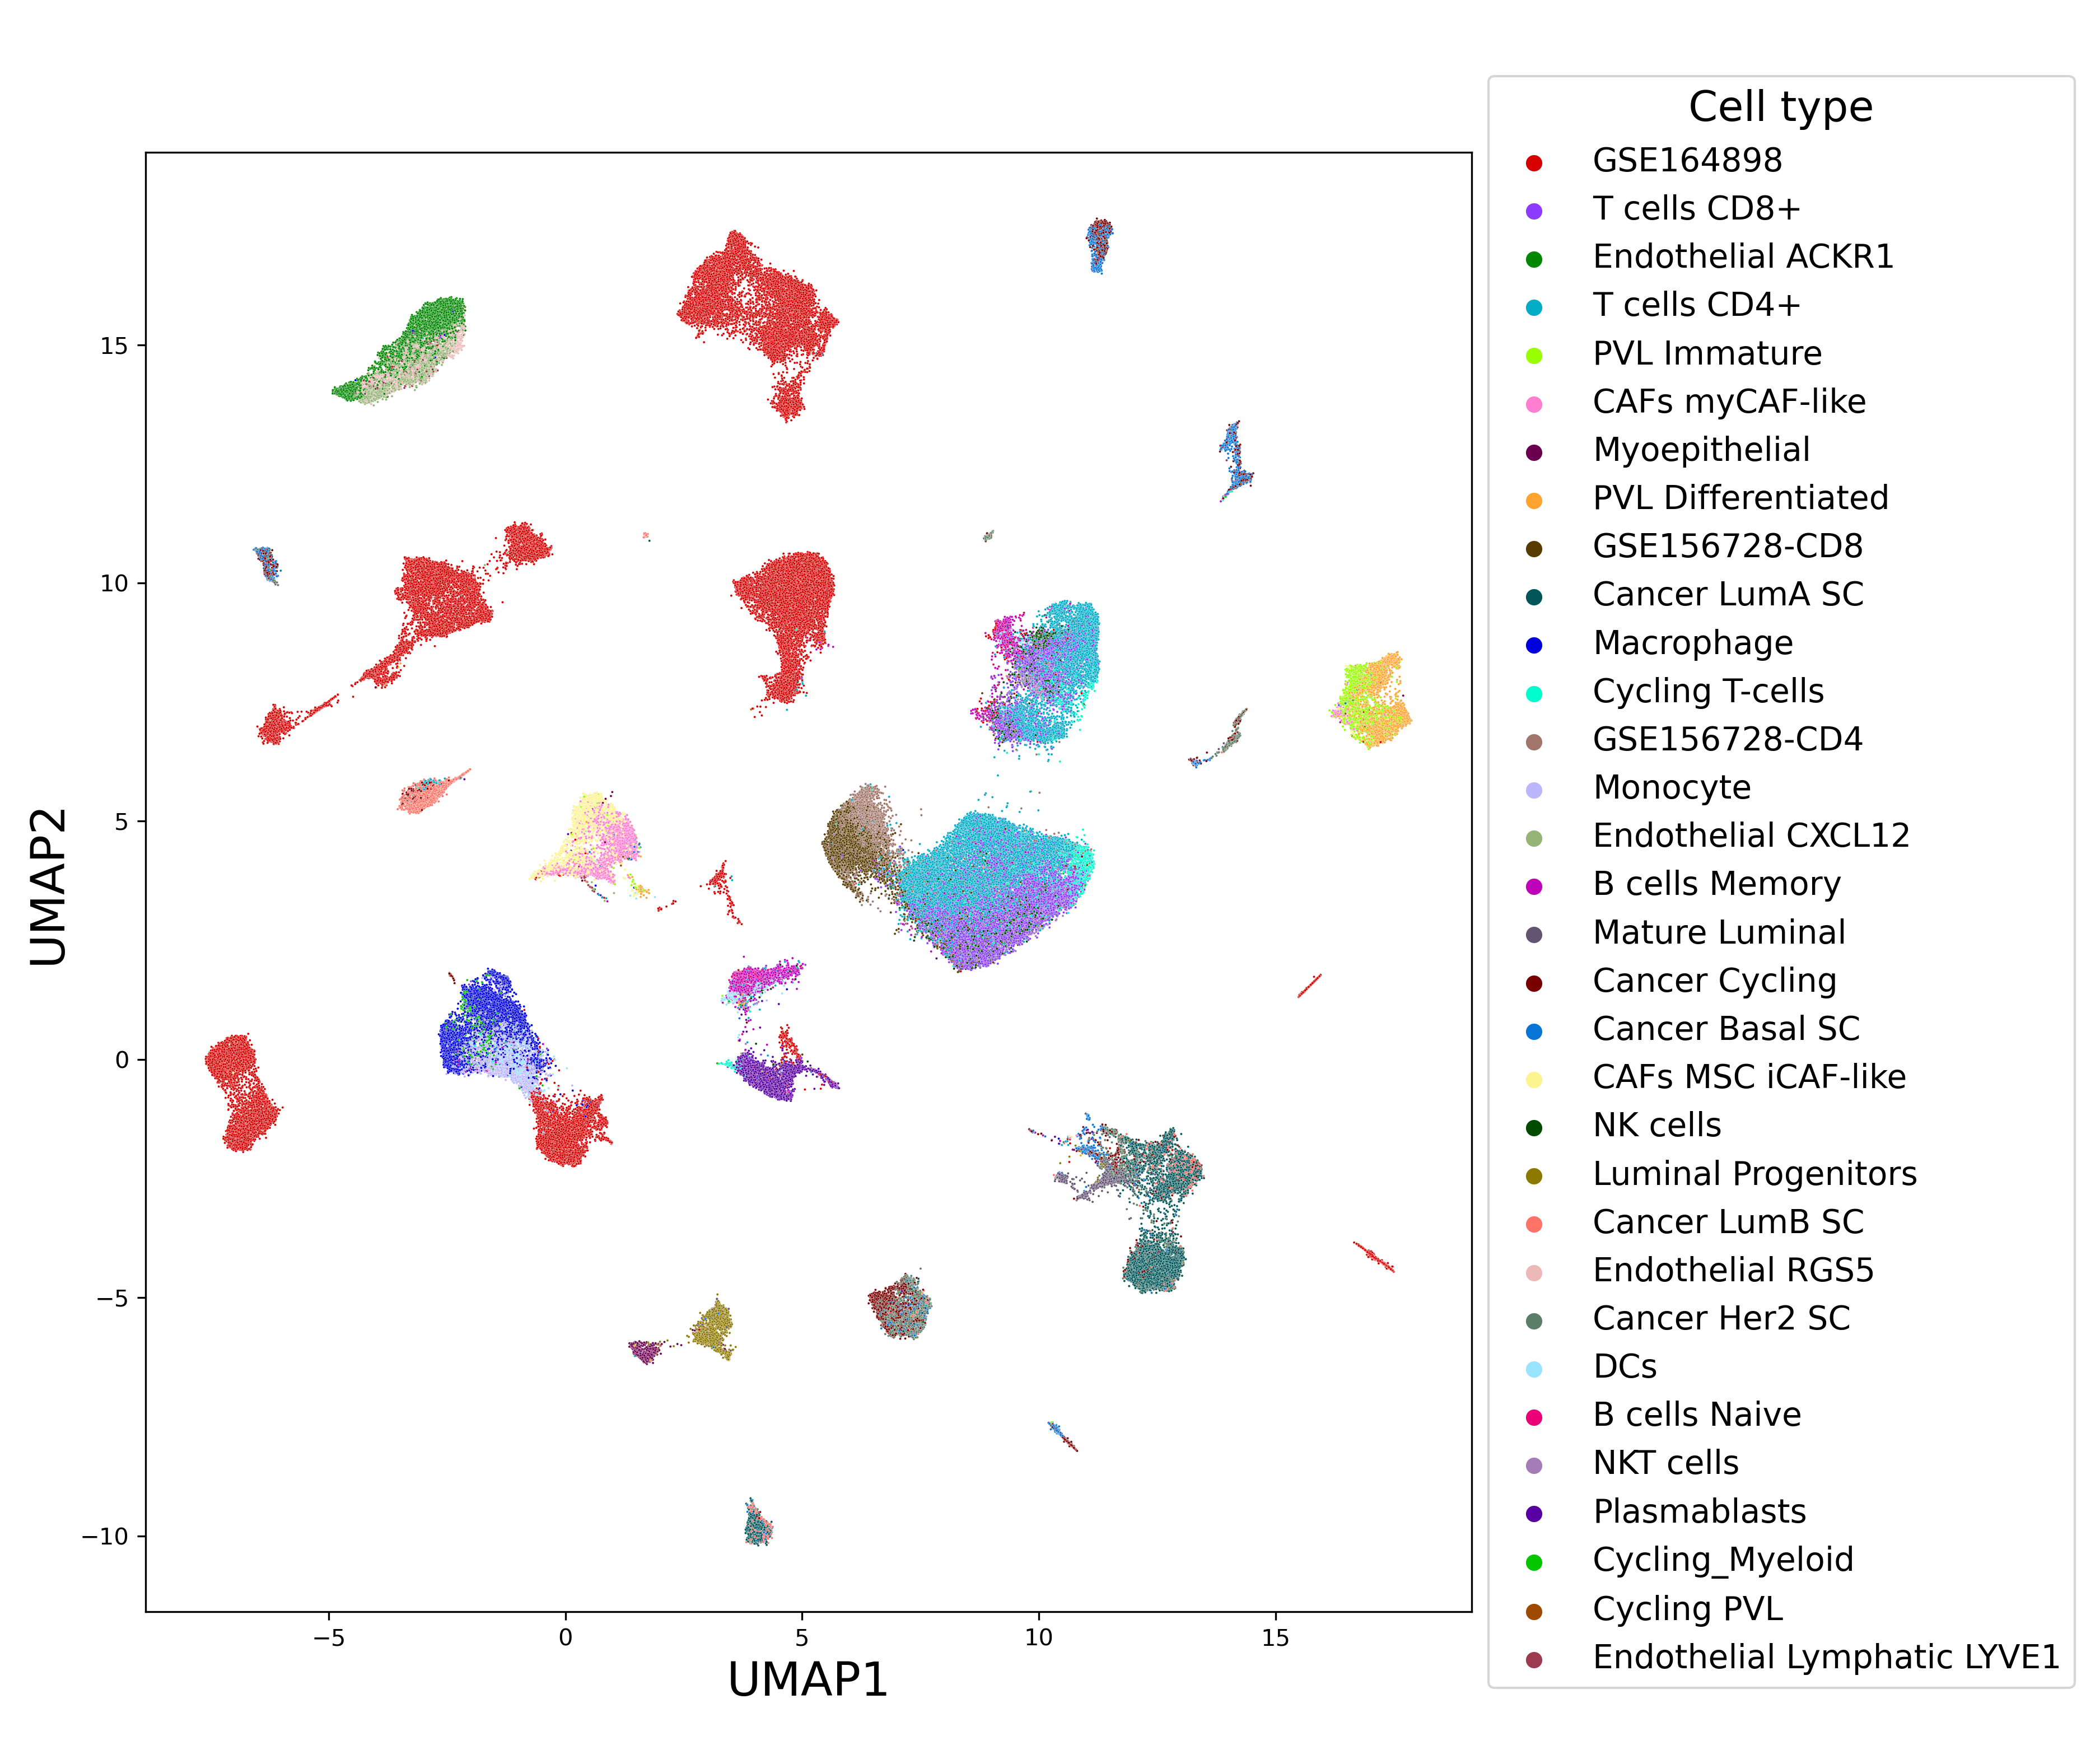 Cell type
GSE164898
T cells CD8+
Endothelial ACKR1
T cells CD4+
PVL Immature
CAFs myCAF-like
Myoepithelial
PVL Differentiated
GSE156728-CD8
Cancer LumA SC
Macrophage
Cycling T-cells
GSE156728-CD4
Monocyte
Endothelial CXCL12
B cells Memory
Mature Luminal
Cancer Cycling
Cancer Basal SC
CAFs MSC iCAF-like
NK cells
Luminal Progenitors
Cancer LumB SC
Endothelial RGS5
Cancer Her2 SC
DCs
B cells Naive
NKT cells
Plasmablasts
Cycling_Myeloid
Cycling PVL
Endothelial Lymphatic LYVE1
UMAP2
15
10
5
0
−5
−10
−5 0 5 10 15
UMAP1